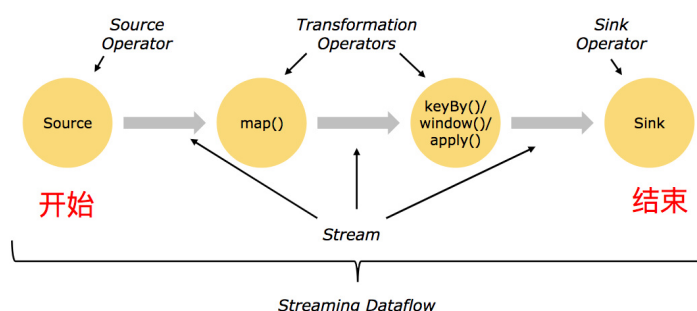 Source
Operator
Transformation
Operators
Sink
Operator
Source
map()
keyBy()/
window()/
apply()
Sink
开始
结束
Stream
Streaming Dataflow